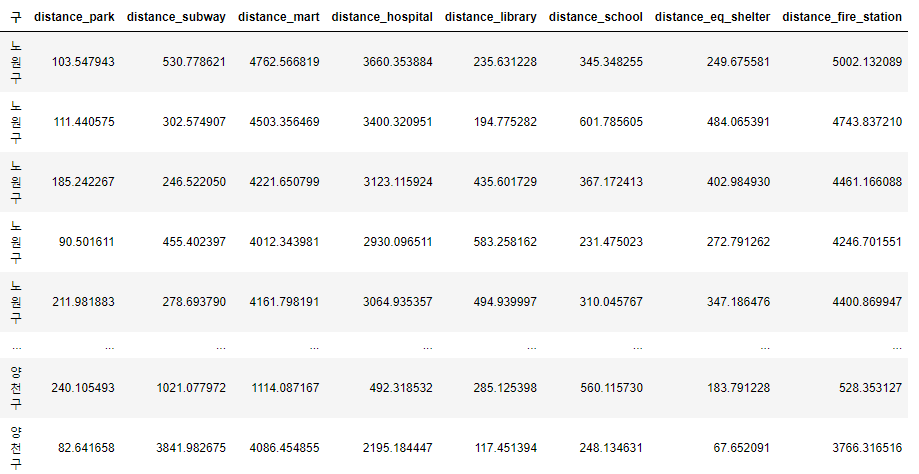 구 distance_park distance_subway distance_mart distance_hospital distance_library distance_school distance_eq_shelter distance_fire_station
노원구 103.547943 530.778621 4762.566819 3660.353884 235.631228 345.348255 249.675581 5002.132089
노원구 111.440575 302.574907 4503.356469 3400.320951 194.775282 601.785605 484.065391 4743.837210
노원구 185.242267 246.522050 4221.650799 3123.115924 435.601729 367.172413 402.984930 4461.166088
노원구 90.501611 455.402397 4012.343981 2930.096511 583.258162 231.475023 272.791262 4246.701551
노원구 211.981883 278.693790 4161.798191 3064.935357 494.939997 310.045767 347.186476 4400.869947
... ... ... ... ... ... ... ... ...
양천구 240.105493 1021.077972 1114.087167 492.318532 285.125398 560.115730 183.791228 528.353127
양천구 82.641658 3841.982675 4086.454855 2195.184447 117.451394 248.134631 67.652091 3766.316516